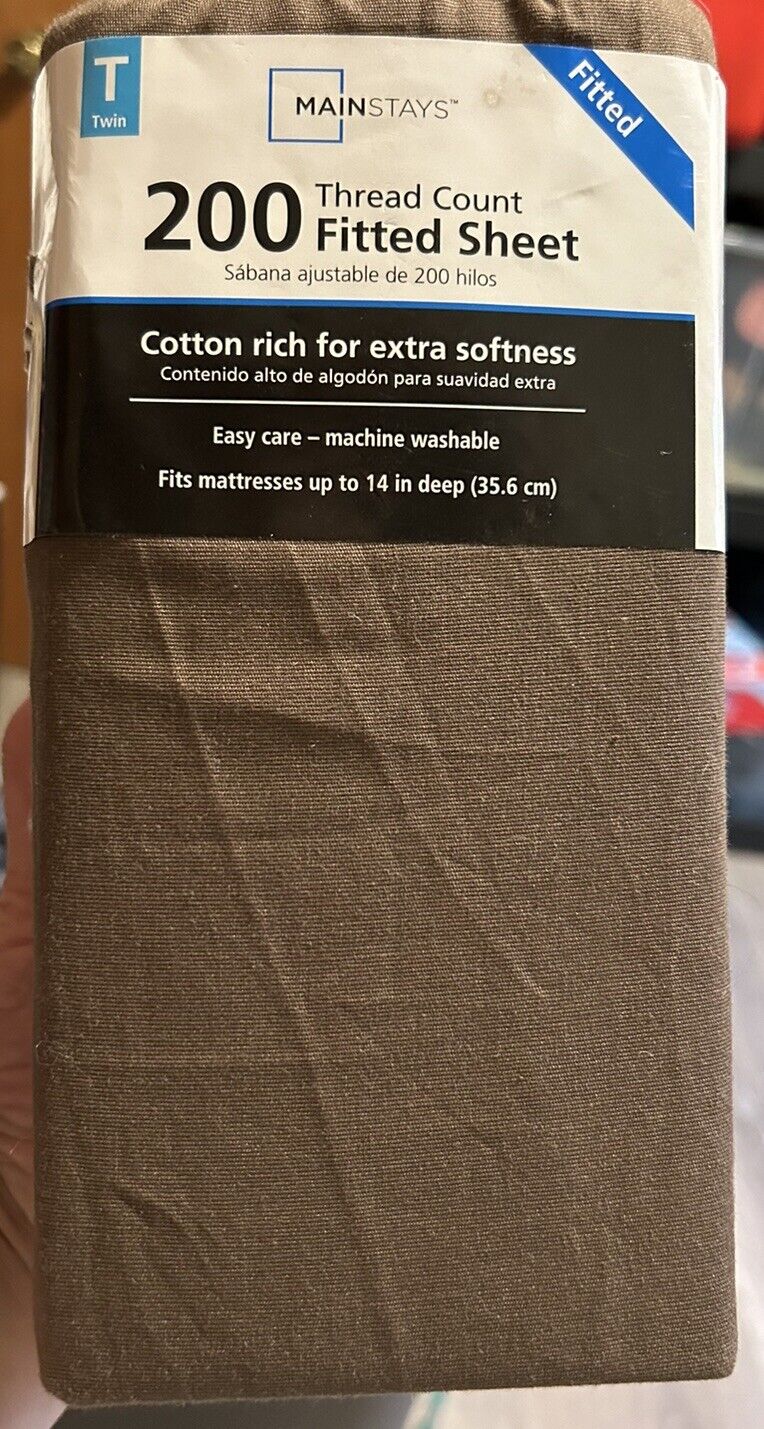 T
Twin
MAINSTAYS™
Fitted
200 Thread Count
Fitted Sheet
Sábana ajustable de 200 hilos
Cotton rich for extra softness
Contenido alto de algodón para suavidad extra
Easy care – machine washable
Fits mattresses up to 14 in deep (35.6 cm)